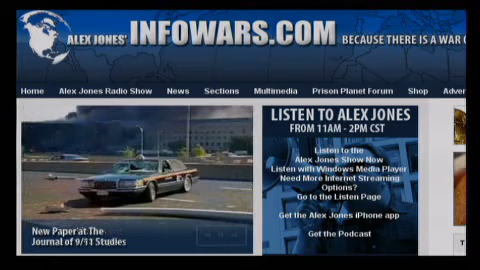 ALEX JONES' INFOWARS.COM BECAUSE THERE IS A WAR
Home Alex Jones Radio Show News Sections Multimedia Prison Planet Forum Shop Adver
LISTEN TO ALEX JONES
FROM 11AM - 2PM CST
Listen to the
Alex Jones Show Now
Listen with Windows Media Player
Need More Internet Streaming
Options?
Go to the Listen Page
Get the Alex Jones iPhone app
Get the Podcast
New Paper at The
Journal of 9/11 Studies
T